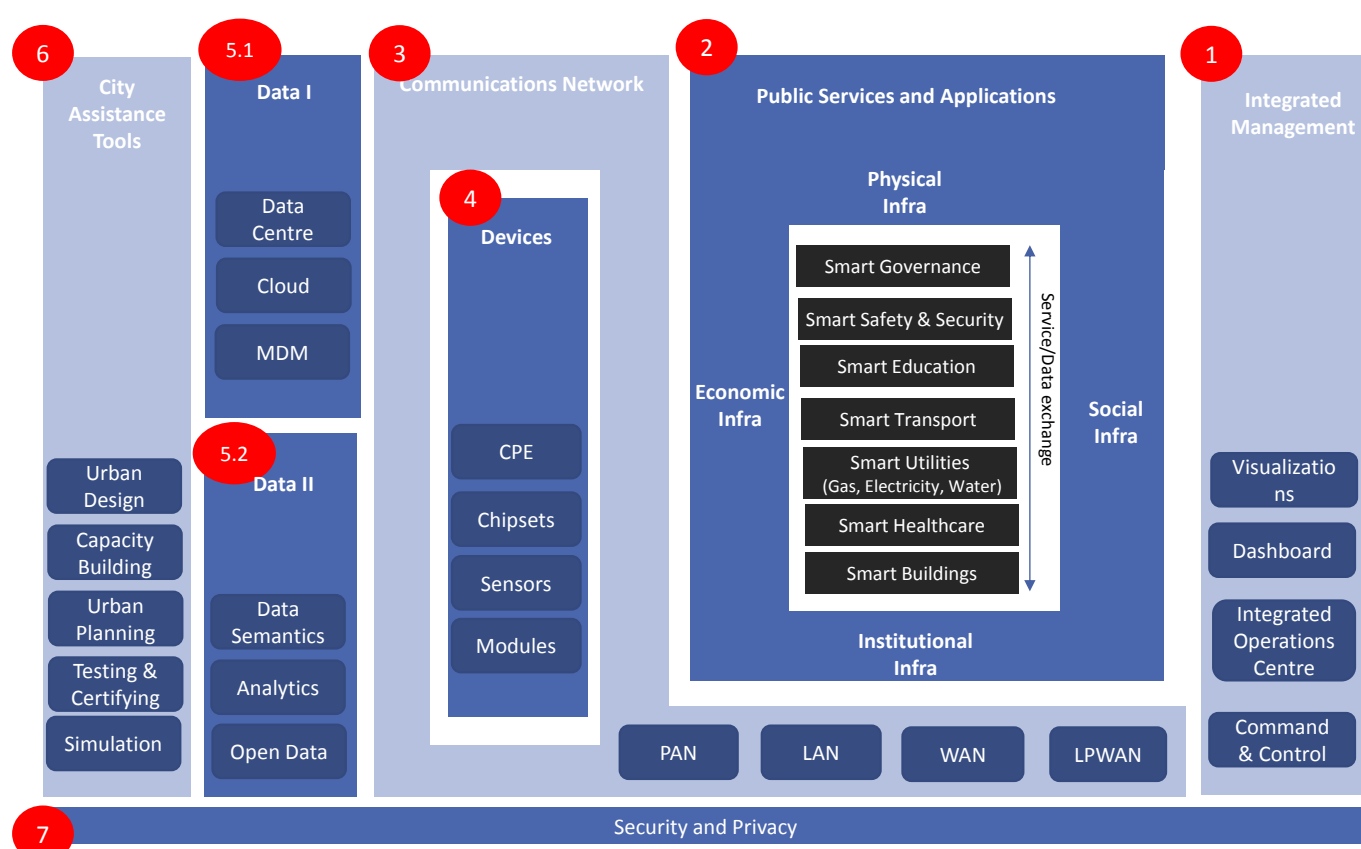 6
City
Assistance
Tools
Urban
Design
Capacity
Building
Urban
Planning
Testing &
Certifying
Simulation
5.1
Data I
Data
Centre
Cloud
MDM
5.2
Data II
Data
Semantics
Analytics
Open Data
3
Communications Network
4
Devices
CPE
Chipsets
Sensors
Modules
PAN
LAN
WAN
LPWAN
2
Public Services and Applications
Physical
Infra
Economic
Infra
Smart Governance
Smart Safety & Security
Smart Education
Smart Transport
Smart Utilities
(Gas, Electricity, Water)
Smart Healthcare
Smart Buildings
Service/Data exchange
Social
Infra
Institutional
Infra
1
Integrated
Management
Visualizatio
ns
Dashboard
Integrated
Operations
Centre
Command
& Control
7
Security and Privacy